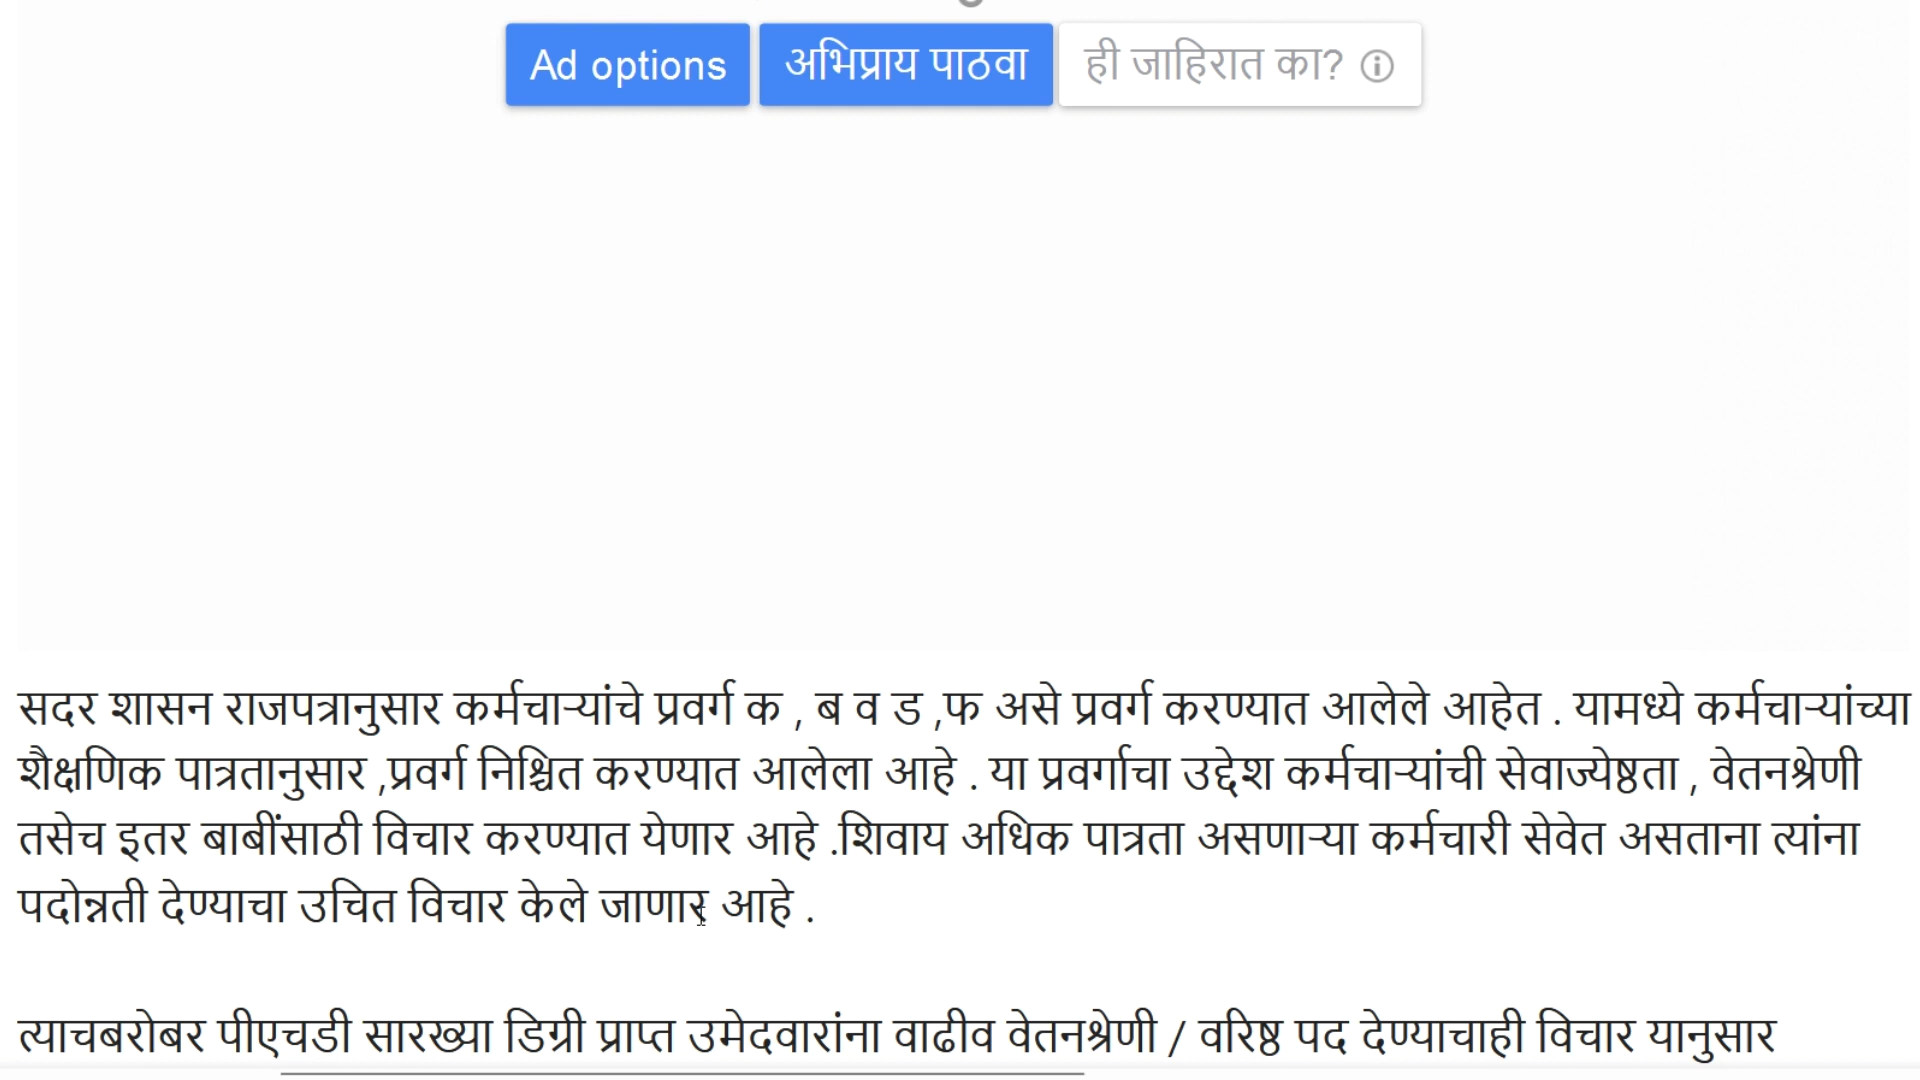 Ad options अभिप्राय पाठवा ही जाहिरात का?
सदर शासन राजपत्रानुसार कर्मचाऱ्यांचे प्रवर्ग क , ब व ड ,फ असे प्रवर्ग करण्यात आलेले आहेत . यामध्ये कर्मचाऱ्यांच्या
शैक्षणिक पात्रतानुसार ,प्रवर्ग निश्चित करण्यात आलेला आहे . या प्रवर्गाचा उद्देश कर्मचाऱ्यांची सेवाज्येष्ठता , वेतनश्रेणी
तसेच इतर बाबींसाठी विचार करण्यात येणार आहे .शिवाय अधिक पात्रता असणाऱ्या कर्मचारी सेवेत असताना त्यांना
पदोन्नती देण्याचा उचित विचार केले जाणार आहे .
त्याचबरोबर पीएचडी सारख्या डिग्री प्राप्त उमेदवारांना वाढीव वेतनश्रेणी / वरिष्ठ पद देण्याचाही विचार यानुसार